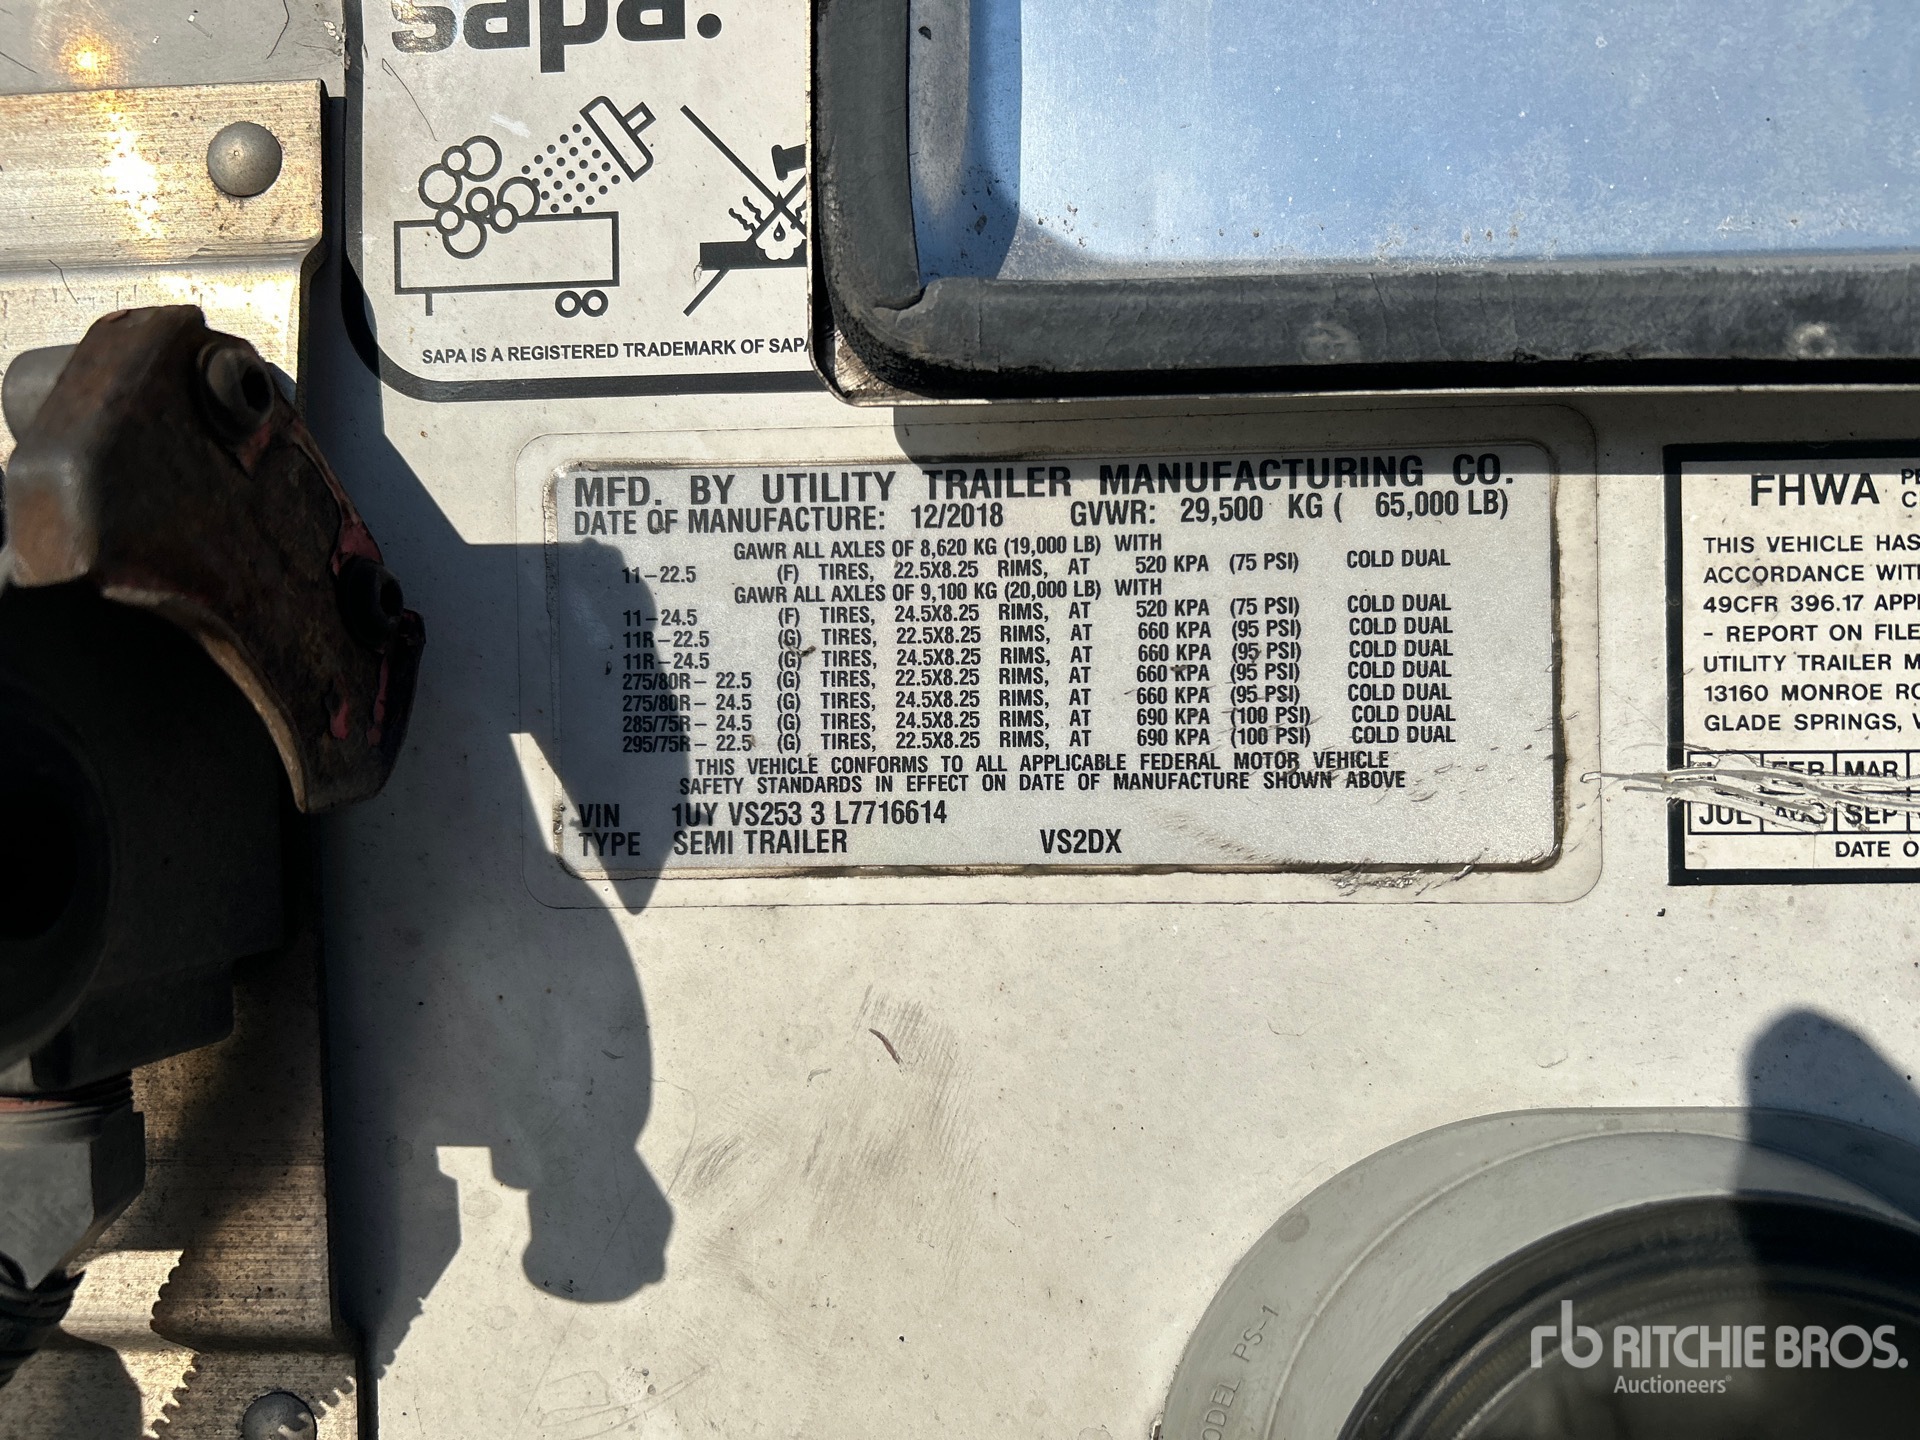 sapa.
SAPA IS A REGISTERED TRADEMARK OF SAPA
MFD. BY UTILITY TRAILER MANUFACTURING CO.
DATE OF MANUFACTURE: 12/2018 GVWR: 29,500 KG ( 65,000 LB)
GAWR ALL AXLES OF 8,620 KG (19,000 LB) WITH
11-22.5 (F) TIRES, 22.5X8.25 RIMS, AT 520 KPA (75 PSI) COLD DUAL
GAWR ALL AXLES OF 9,100 KG (20,000 LB) WITH
11-24.5 (F) TIRES, 24.5X8.25 RIMS, AT 520 KPA (75 PSI) COLD DUAL
11R-22.5 (G) TIRES, 22.5X8.25 RIMS, AT 660 KPA (95 PSI) COLD DUAL
11R-24.5 (G) TIRES, 24.5X8.25 RIMS, AT 660 KPA (95 PSI) COLD DUAL
275/80R- 22.5 (G) TIRES, 22.5X8.25 RIMS, AT 660 KPA (95 PSI) COLD DUAL
275/80R- 24.5 (G) TIRES, 24.5X8.25 RIMS, AT 660 KPA (95 PSI) COLD DUAL
285/75R- 24.5 (G) TIRES, 24.5X8.25 RIMS, AT 690 KPA (100 PSI) COLD DUAL
295/75R- 22.5 (G) TIRES, 22.5X8.25 RIMS, AT 690 KPA (100 PSI) COLD DUAL
THIS VEHICLE CONFORMS TO ALL APPLICABLE FEDERAL MOTOR VEHICLE
SAFETY STANDARDS IN EFFECT ON DATE OF MANUFACTURE SHOWN ABOVE
VIN 1UY VS253 3 L7716614
TYPE SEMI TRAILER VS2DX
FHWA
THIS VEHICLE HAS
ACCORDANCE WIT
49CFR 396.17 APP
- REPORT ON FILE
UTILITY TRAILER M
13160 MONROE RO
GLADE SPRINGS, V
FEB MAR
JUL AUG SEP
DATE O
MODEL PS-1
rb RITCHIE BROS.
Auctioneers